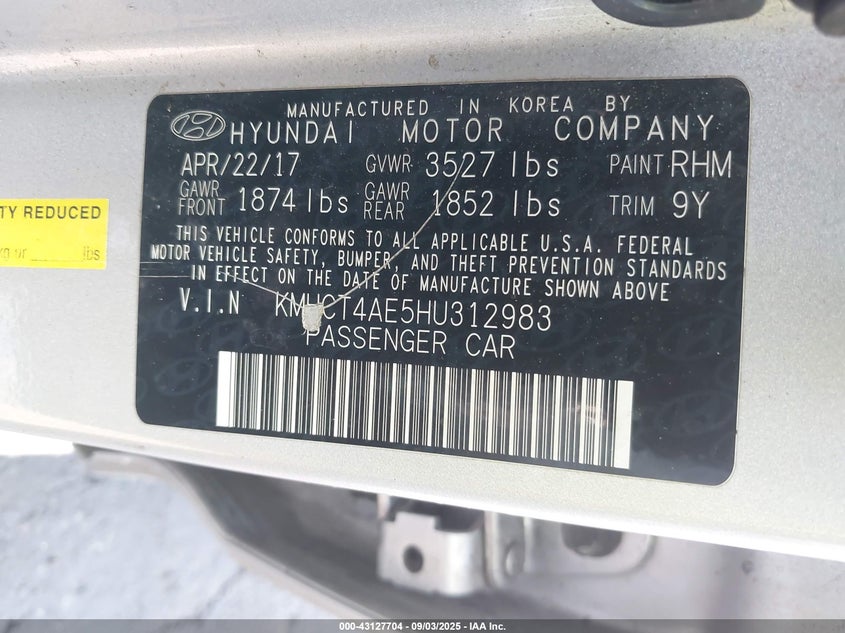 MANUFACTURED IN KOREA BY
HYUNDAI MOTOR COMPANY
APR/22/17 GVWR 3527 lbs PAINT RHM
GAWR FRONT 1874 lbs GAWR REAR 1852 lbs TRIM 9Y
THIS VEHICLE CONFORMS TO ALL APPLICABLE U.S.A. FEDERAL
MOTOR VEHICLE SAFETY, BUMPER, AND THEFT PREVENTION STANDARDS
IN EFFECT ON THE DATE OF MANUFACTURE SHOWN ABOVE
V.I.N KMHCT4AE5HU312983
PASSENGER CAR
TY REDUCED
kg or lbs
000-43127704 - 09/03/2025 - IAA Inc.